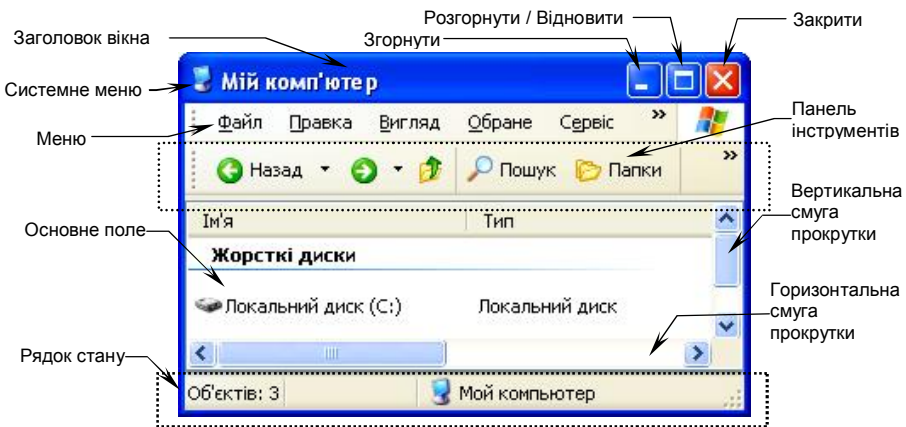 Розгорнути / Відновити
Закрити
Заголовок вікна
Згорнути
Системне меню
Мій комп'ютер
Меню
Файл Правка Вигляд Обране Сервіс »
Панель
інструментів
Назад Пошук Папки »
Вертикальна
смуга
прокрутки
Ім'я Тип
Основне поле
Жорсткі диски
Локальний диск (C:) Локальний диск
Горизонтальна
смуга
прокрутки
Рядок стану
Об'єктів: 3 Мой компьютер